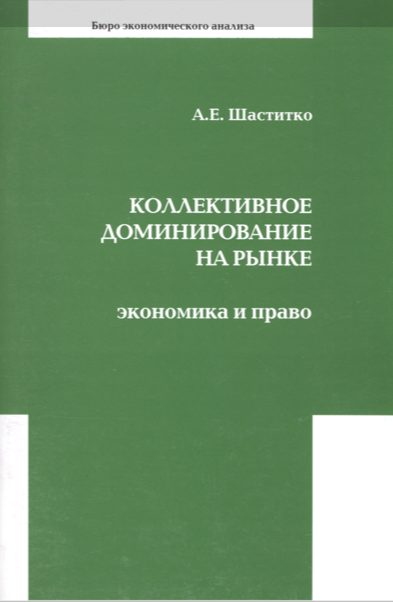 Бюро экономического анализа
А.Е. Шаститко
КОЛЛЕКТИВНОЕ
ДОМИНИРОВАНИЕ
НА РЫНКЕ
экономика и право